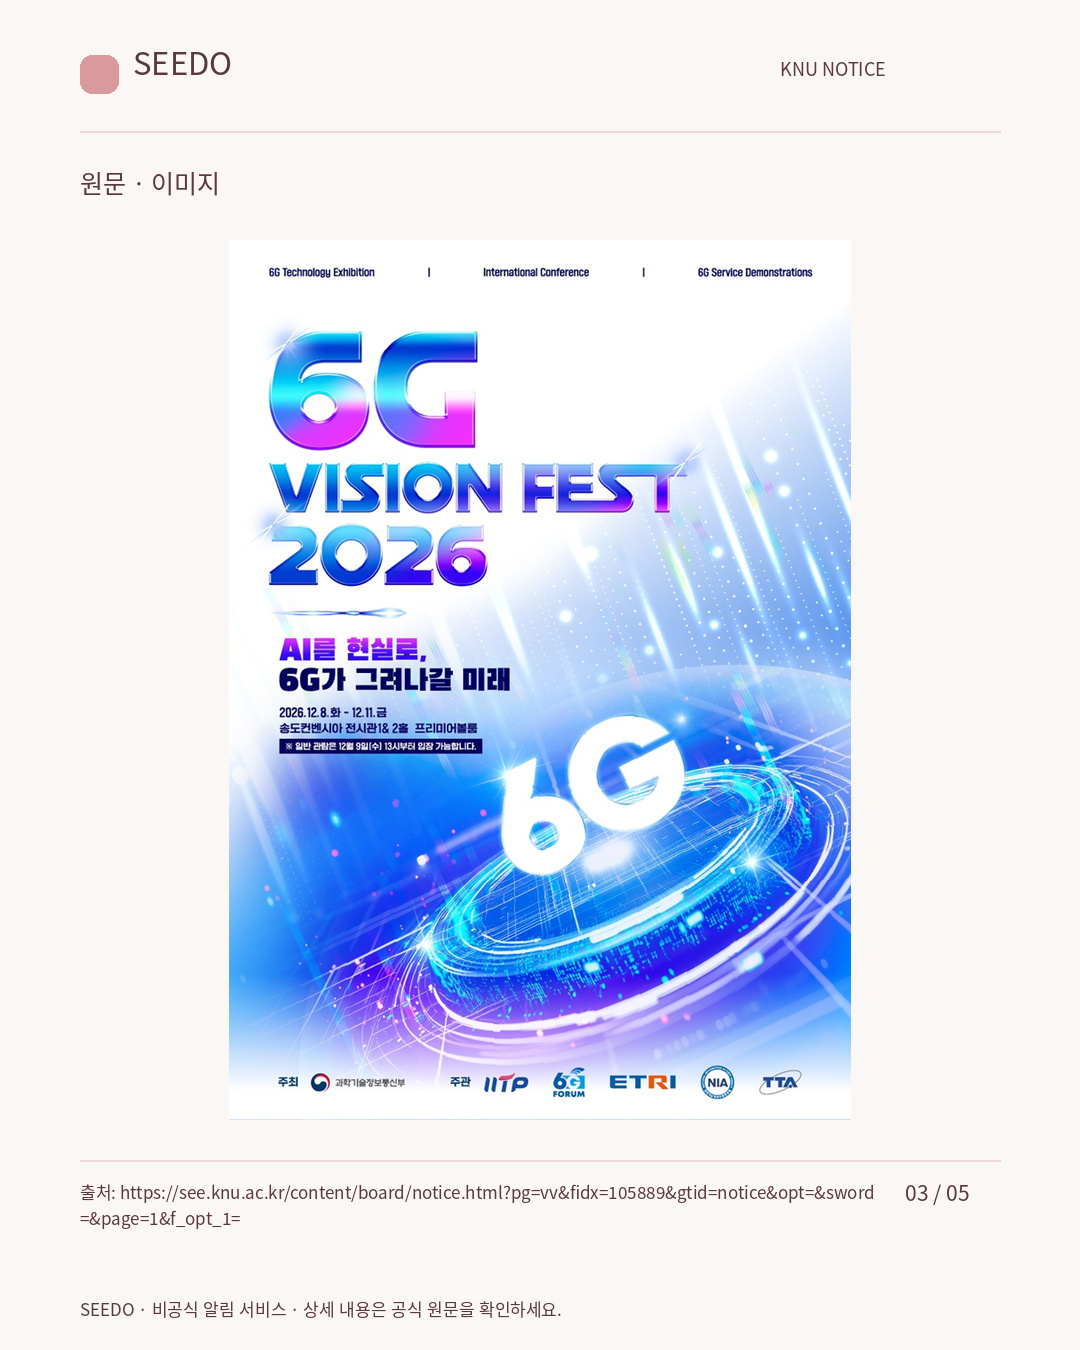 SEEDO
KNU NOTICE
원문 · 이미지
6G Technology Exhibition | International Conference | 6G Service Demonstrations
6G
VISION FEST
2026
AI를 현실로,
6G가 그려나갈 미래
2026.12.8.화 - 12.11.금
송도컨벤시아 전시관1& 2홀 프리미어볼룸
※ 일반 관람은 12월 9일(수) 13시부터 입장 가능합니다.
6G
주최 과학기술정보통신부 주관 IITP 6G FORUM ETRI NIA TTA
출처: https://see.knu.ac.kr/content/board/notice.html?pg=vv&fidx=105889&gtid=notice&opt=&sword
=&page=1&f_opt_1=
03 / 05
SEEDO · 비공식 알림 서비스 · 상세 내용은 공식 원문을 확인하세요.